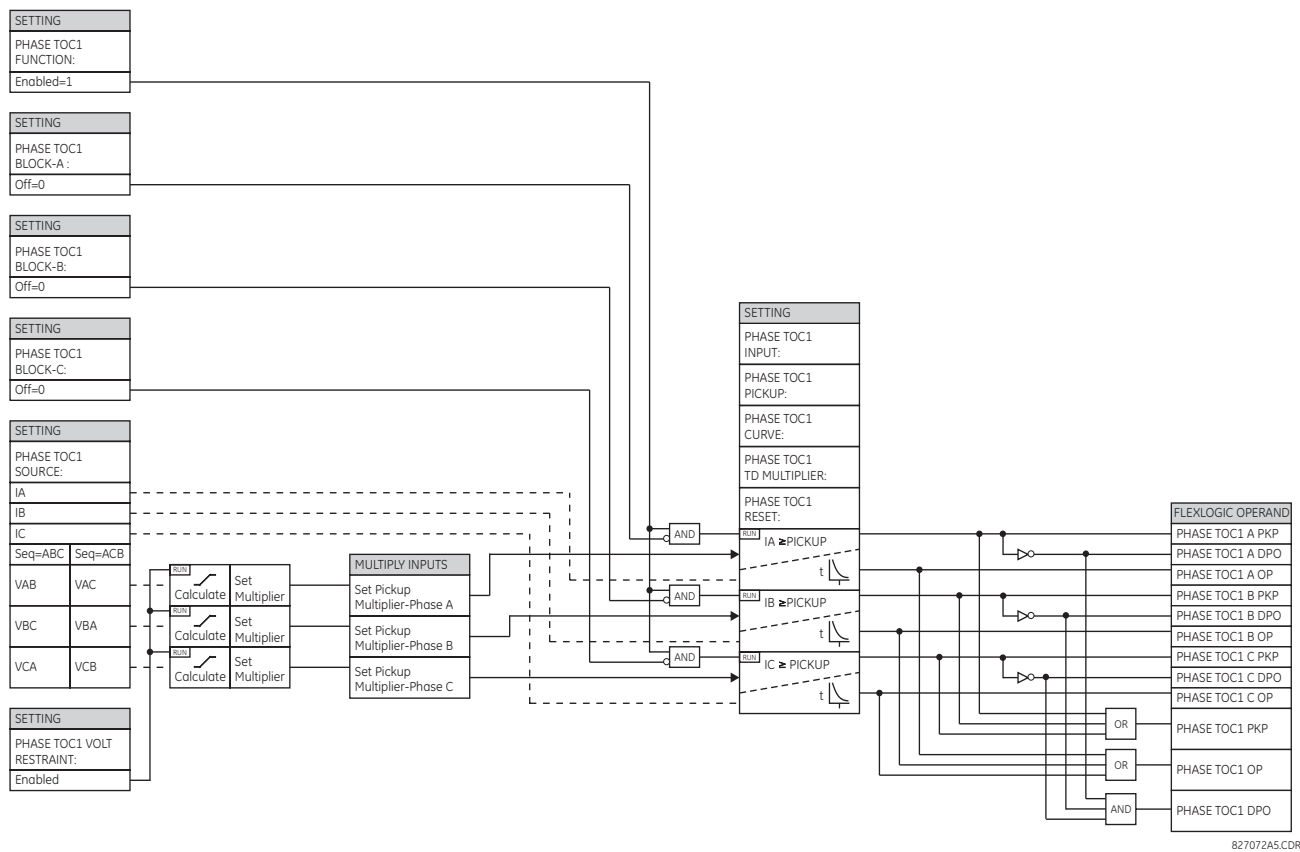 SETTING
PHASE TOC1
FUNCTION:
Enabled=1
SETTING
PHASE TOC1
BLOCK-A :
Off=0
SETTING
PHASE TOC1
BLOCK-B:
Off=0
SETTING
PHASE TOC1
BLOCK-C:
Off=0
SETTING
PHASE TOC1
SOURCE:
IA
IB
IC
Seq=ABC Seq=ACB
VAB VAC
VBC VBA
VCA VCB
SETTING
PHASE TOC1 VOLT
RESTRAINT:
Enabled
RUN
Calculate
Set
Multiplier
RUN
Calculate
Set
Multiplier
RUN
Calculate
Set
Multiplier
MULTIPLY INPUTS
Set Pickup
Multiplier-Phase A
Set Pickup
Multiplier-Phase B
Set Pickup
Multiplier-Phase C
AND
AND
AND
SETTING
PHASE TOC1
INPUT:
PHASE TOC1
PICKUP:
PHASE TOC1
CURVE:
PHASE TOC1
TD MULTIPLIER:
PHASE TOC1
RESET:
RUN
IA ≥PICKUP
t
RUN
IB ≥PICKUP
t
RUN
IC ≥ PICKUP
t
OR
OR
AND
FLEXLOGIC OPERAND
PHASE TOC1 A PKP
PHASE TOC1 A DPO
PHASE TOC1 A OP
PHASE TOC1 B PKP
PHASE TOC1 B DPO
PHASE TOC1 B OP
PHASE TOC1 C PKP
PHASE TOC1 C DPO
PHASE TOC1 C OP
PHASE TOC1 PKP
PHASE TOC1 OP
PHASE TOC1 DPO
827072A5.CDR